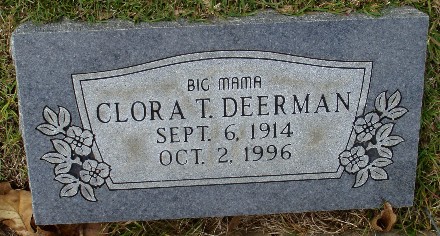 BIG MAMA
CLORA T. DEERMAN
SEPT. 6, 1914
OCT. 2, 1996